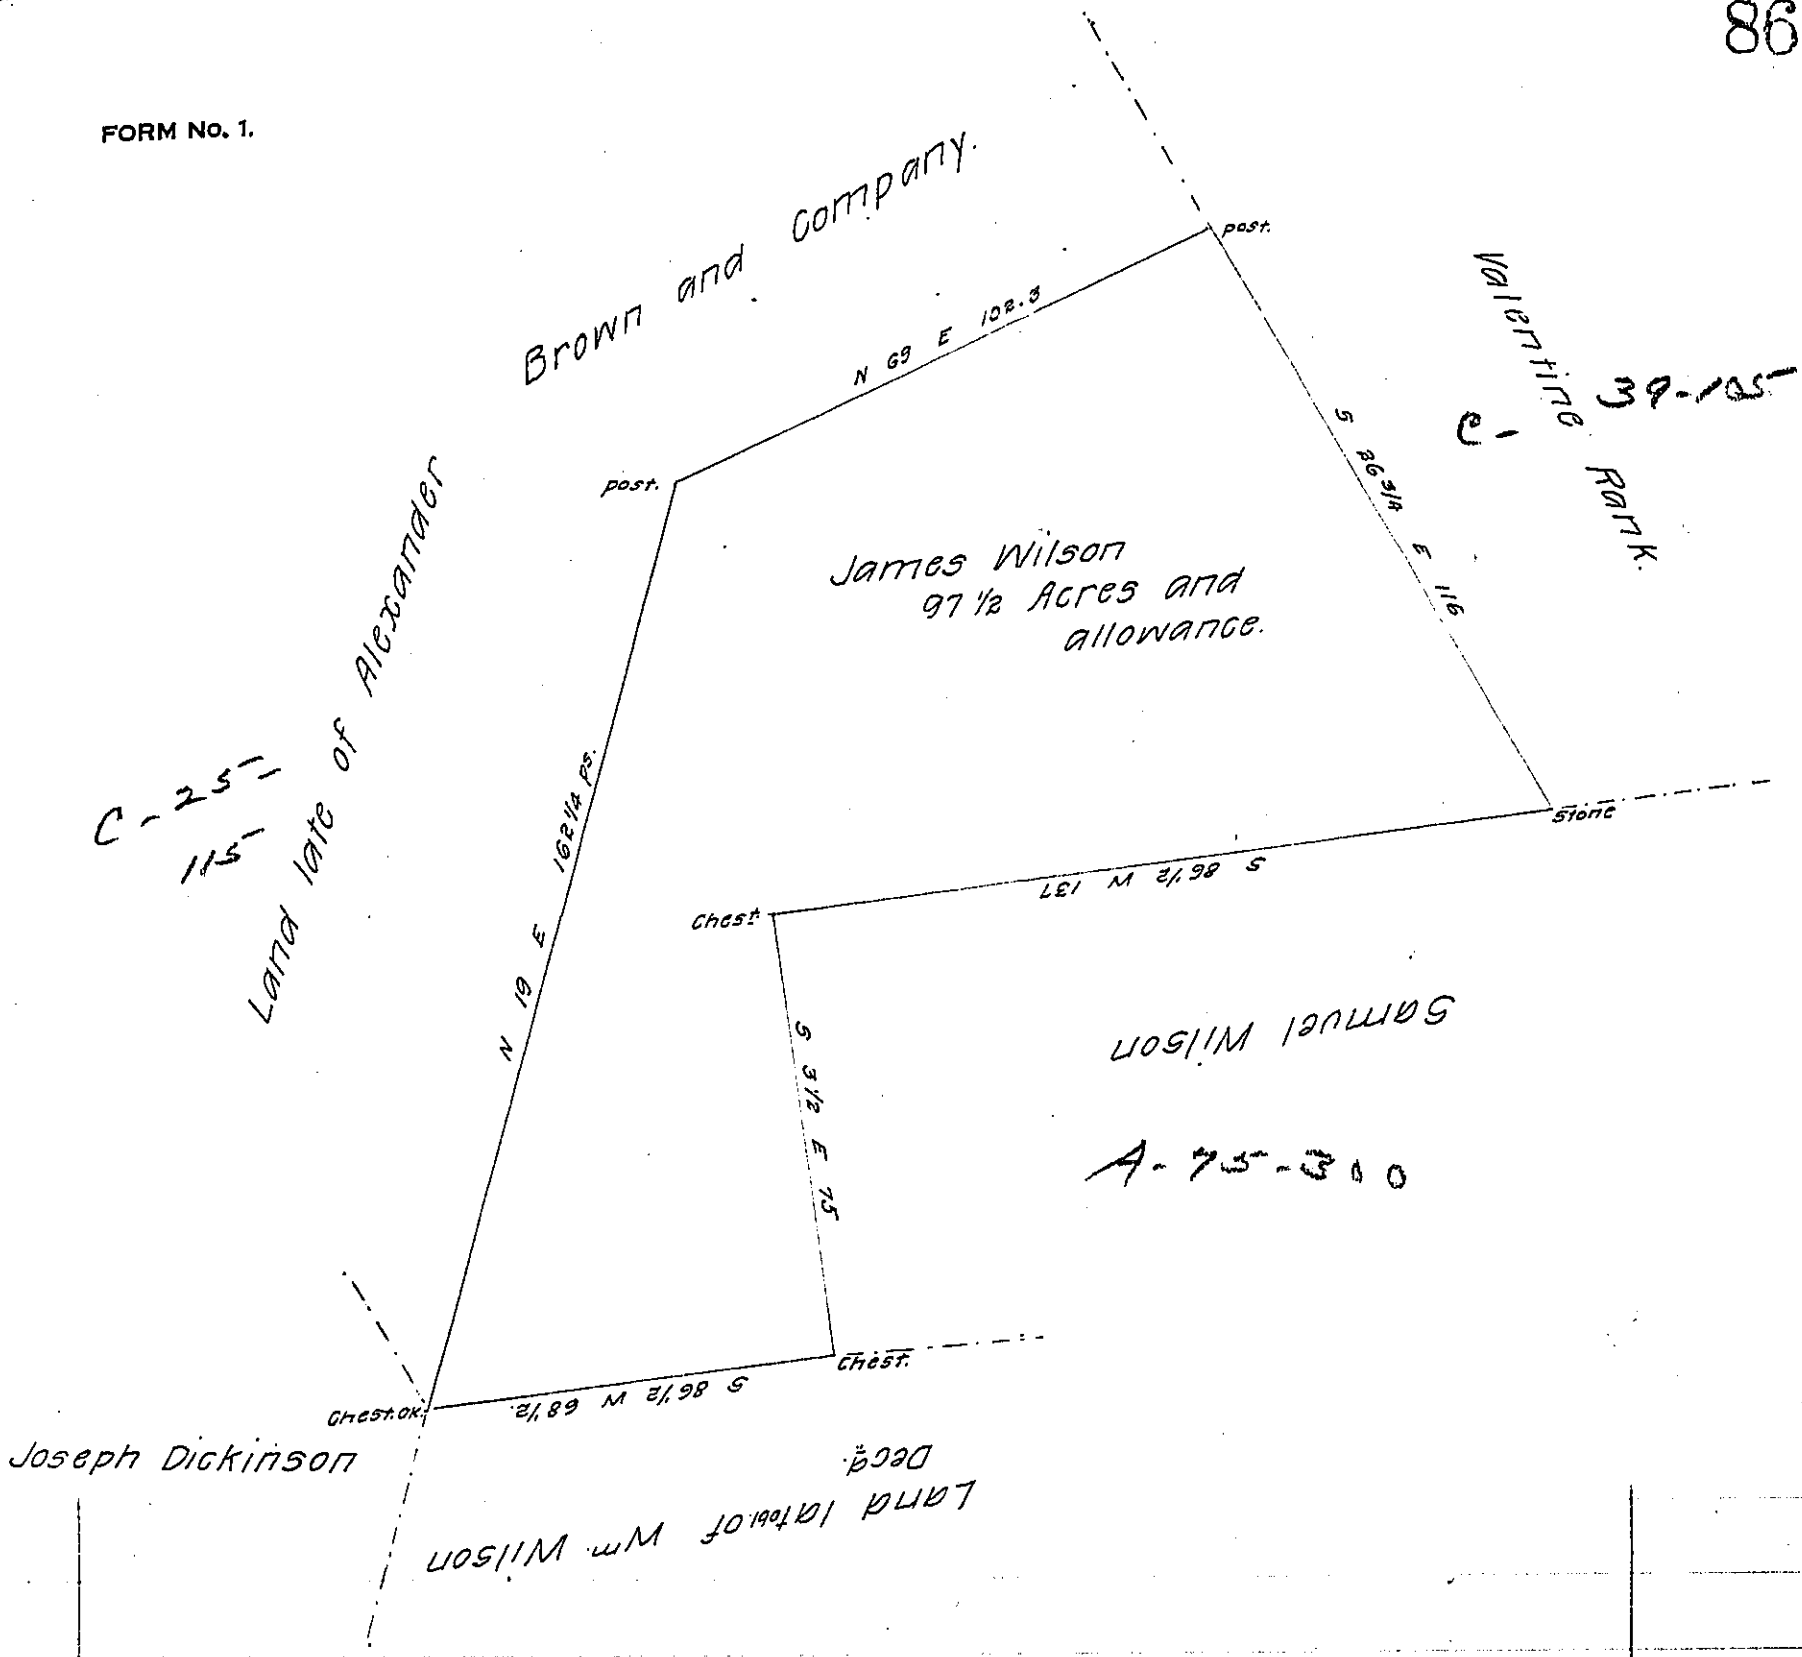 86
FORM No. 1.
Brown and Company.
post.
N 69 E 102.3
Valentine Rank.
C- 39-105
S 26 3/4 E 116
post.
James Wilson
97 1/2 Acres and
allowance.
Land late of Alexander
C-25-
115
N 19 E 162 1/4 ps.
Stone
S 86 1/2 W 137
Chest.
Samuel Wilson
S 3 1/2 E 75
A-75-300
Chest.
S 86 1/2 W 68 1/2.
Chest.ok.
Joseph Dickinson
Land of Wm. Wilson
Decd.